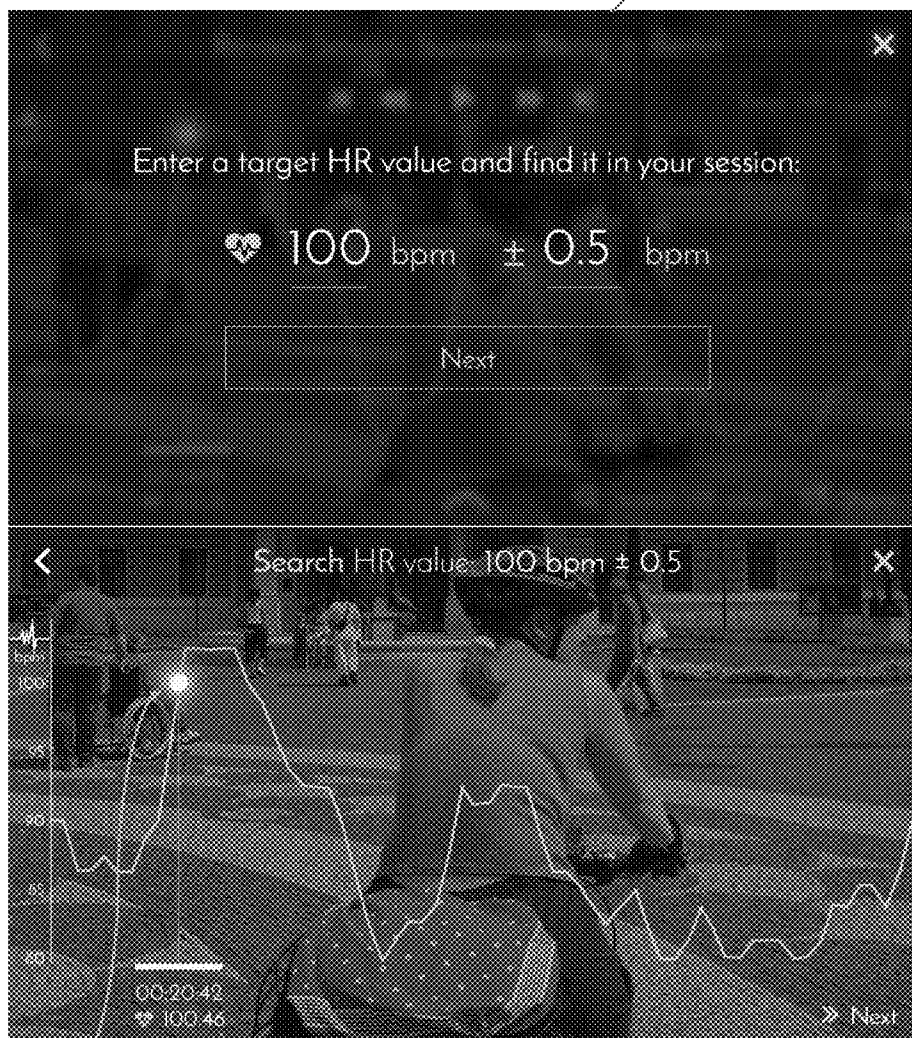 Enter a target HR value and find it in your session:
100 bpm ± 0.5 bpm
Next
Search HR value: 100 bpm ± 0.5
bpm
100
95
90
85
80
00:20:42
100.46
» Next